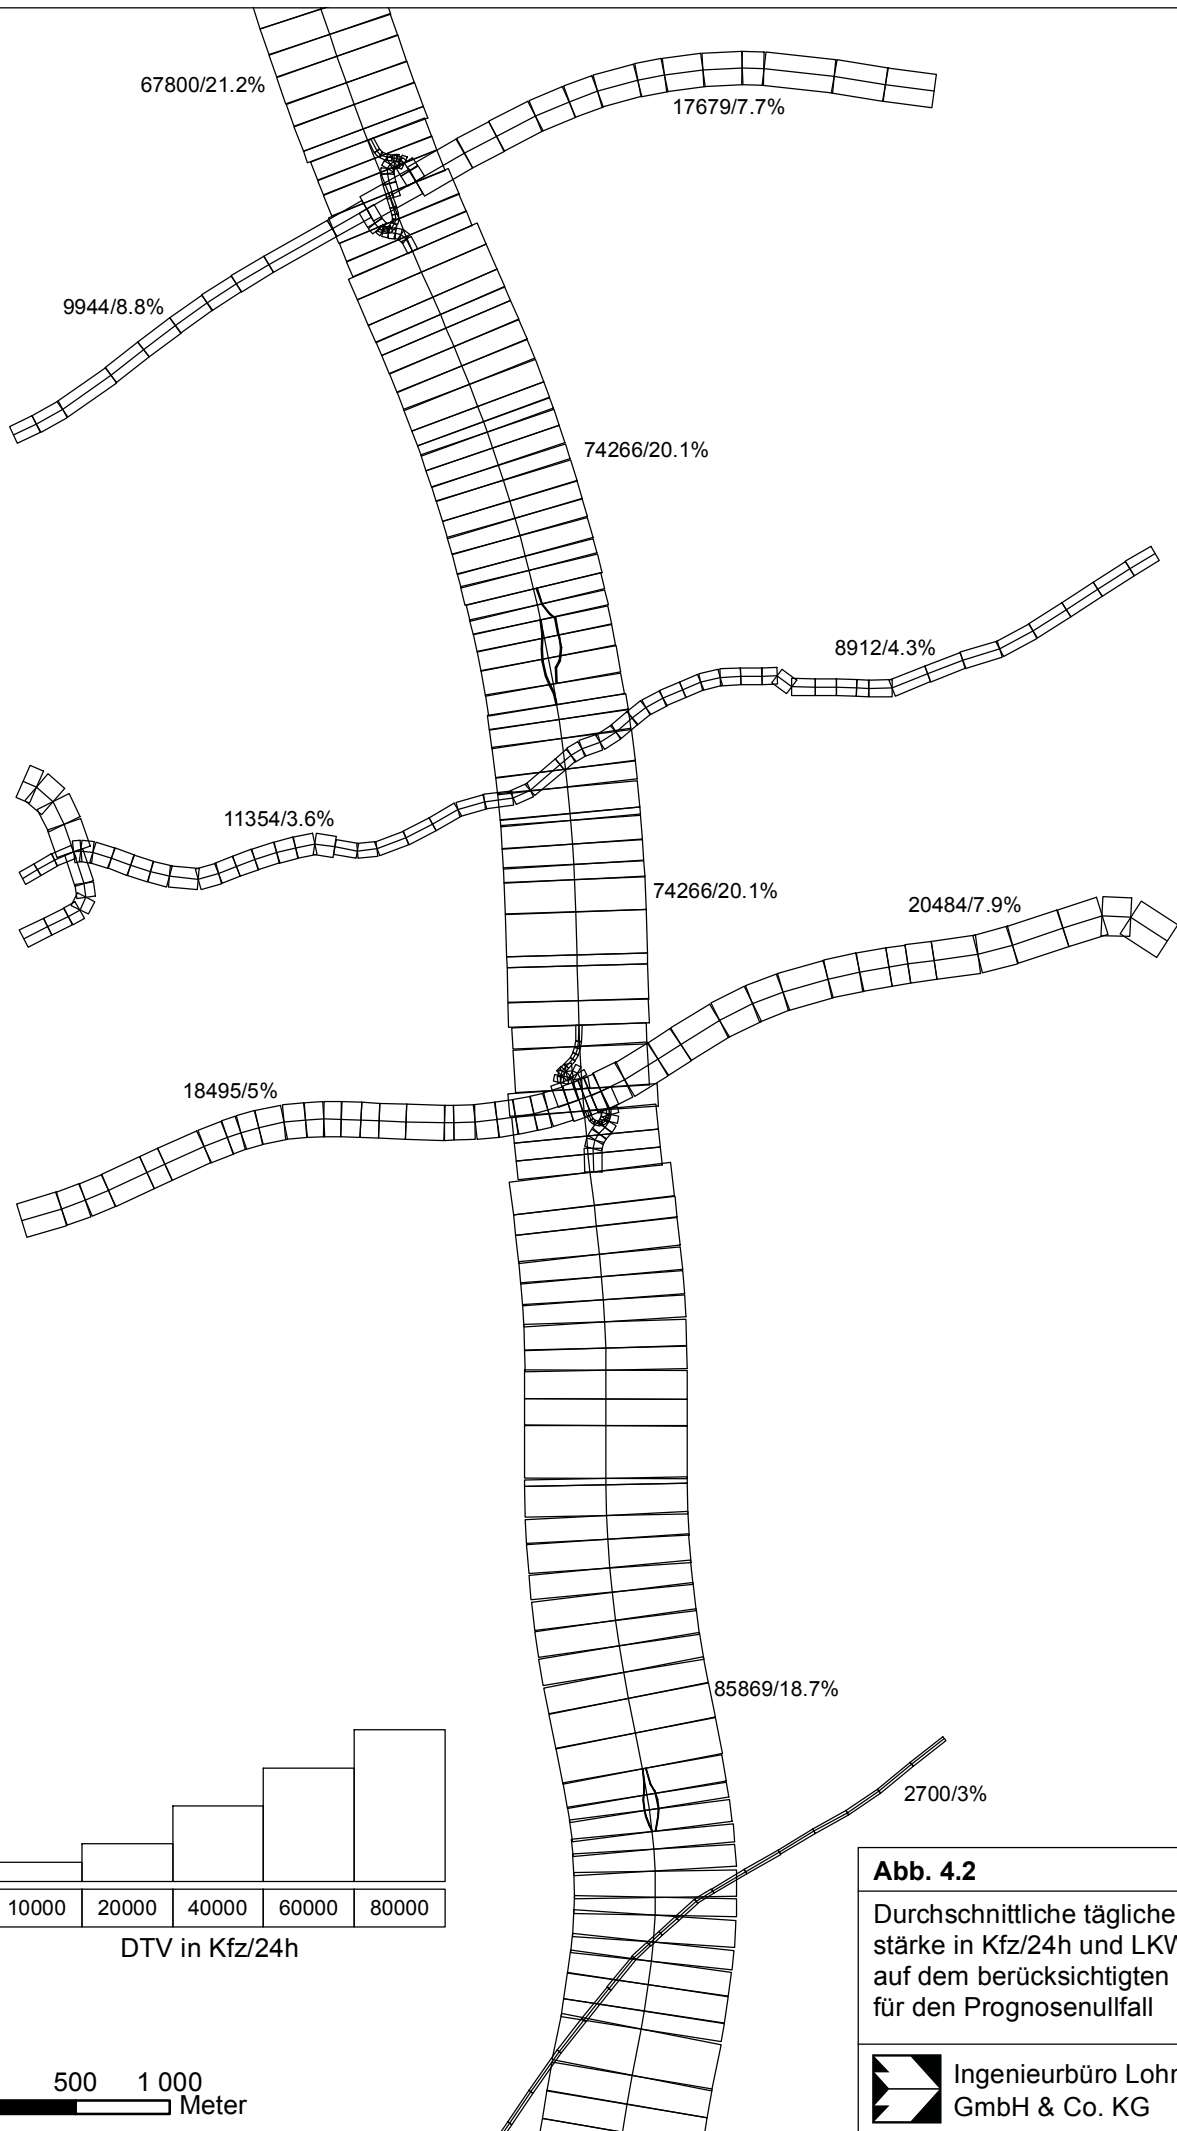 67800/21.2%
17679/7.7%
9944/8.8%
74266/20.1%
8912/4.3%
11354/3.6%
74266/20.1%
20484/7.9%
18495/5%
85869/18.7%
2700/3%
10000 20000 40000 60000 80000
DTV in Kfz/24h
500 1 000
Meter
Abb. 4.2
Durchschnittliche tägliche
stärke in Kfz/24h und LKW
auf dem berücksichtigten
für den Prognosenullfall
Ingenieurbüro Lohm
GmbH & Co. KG